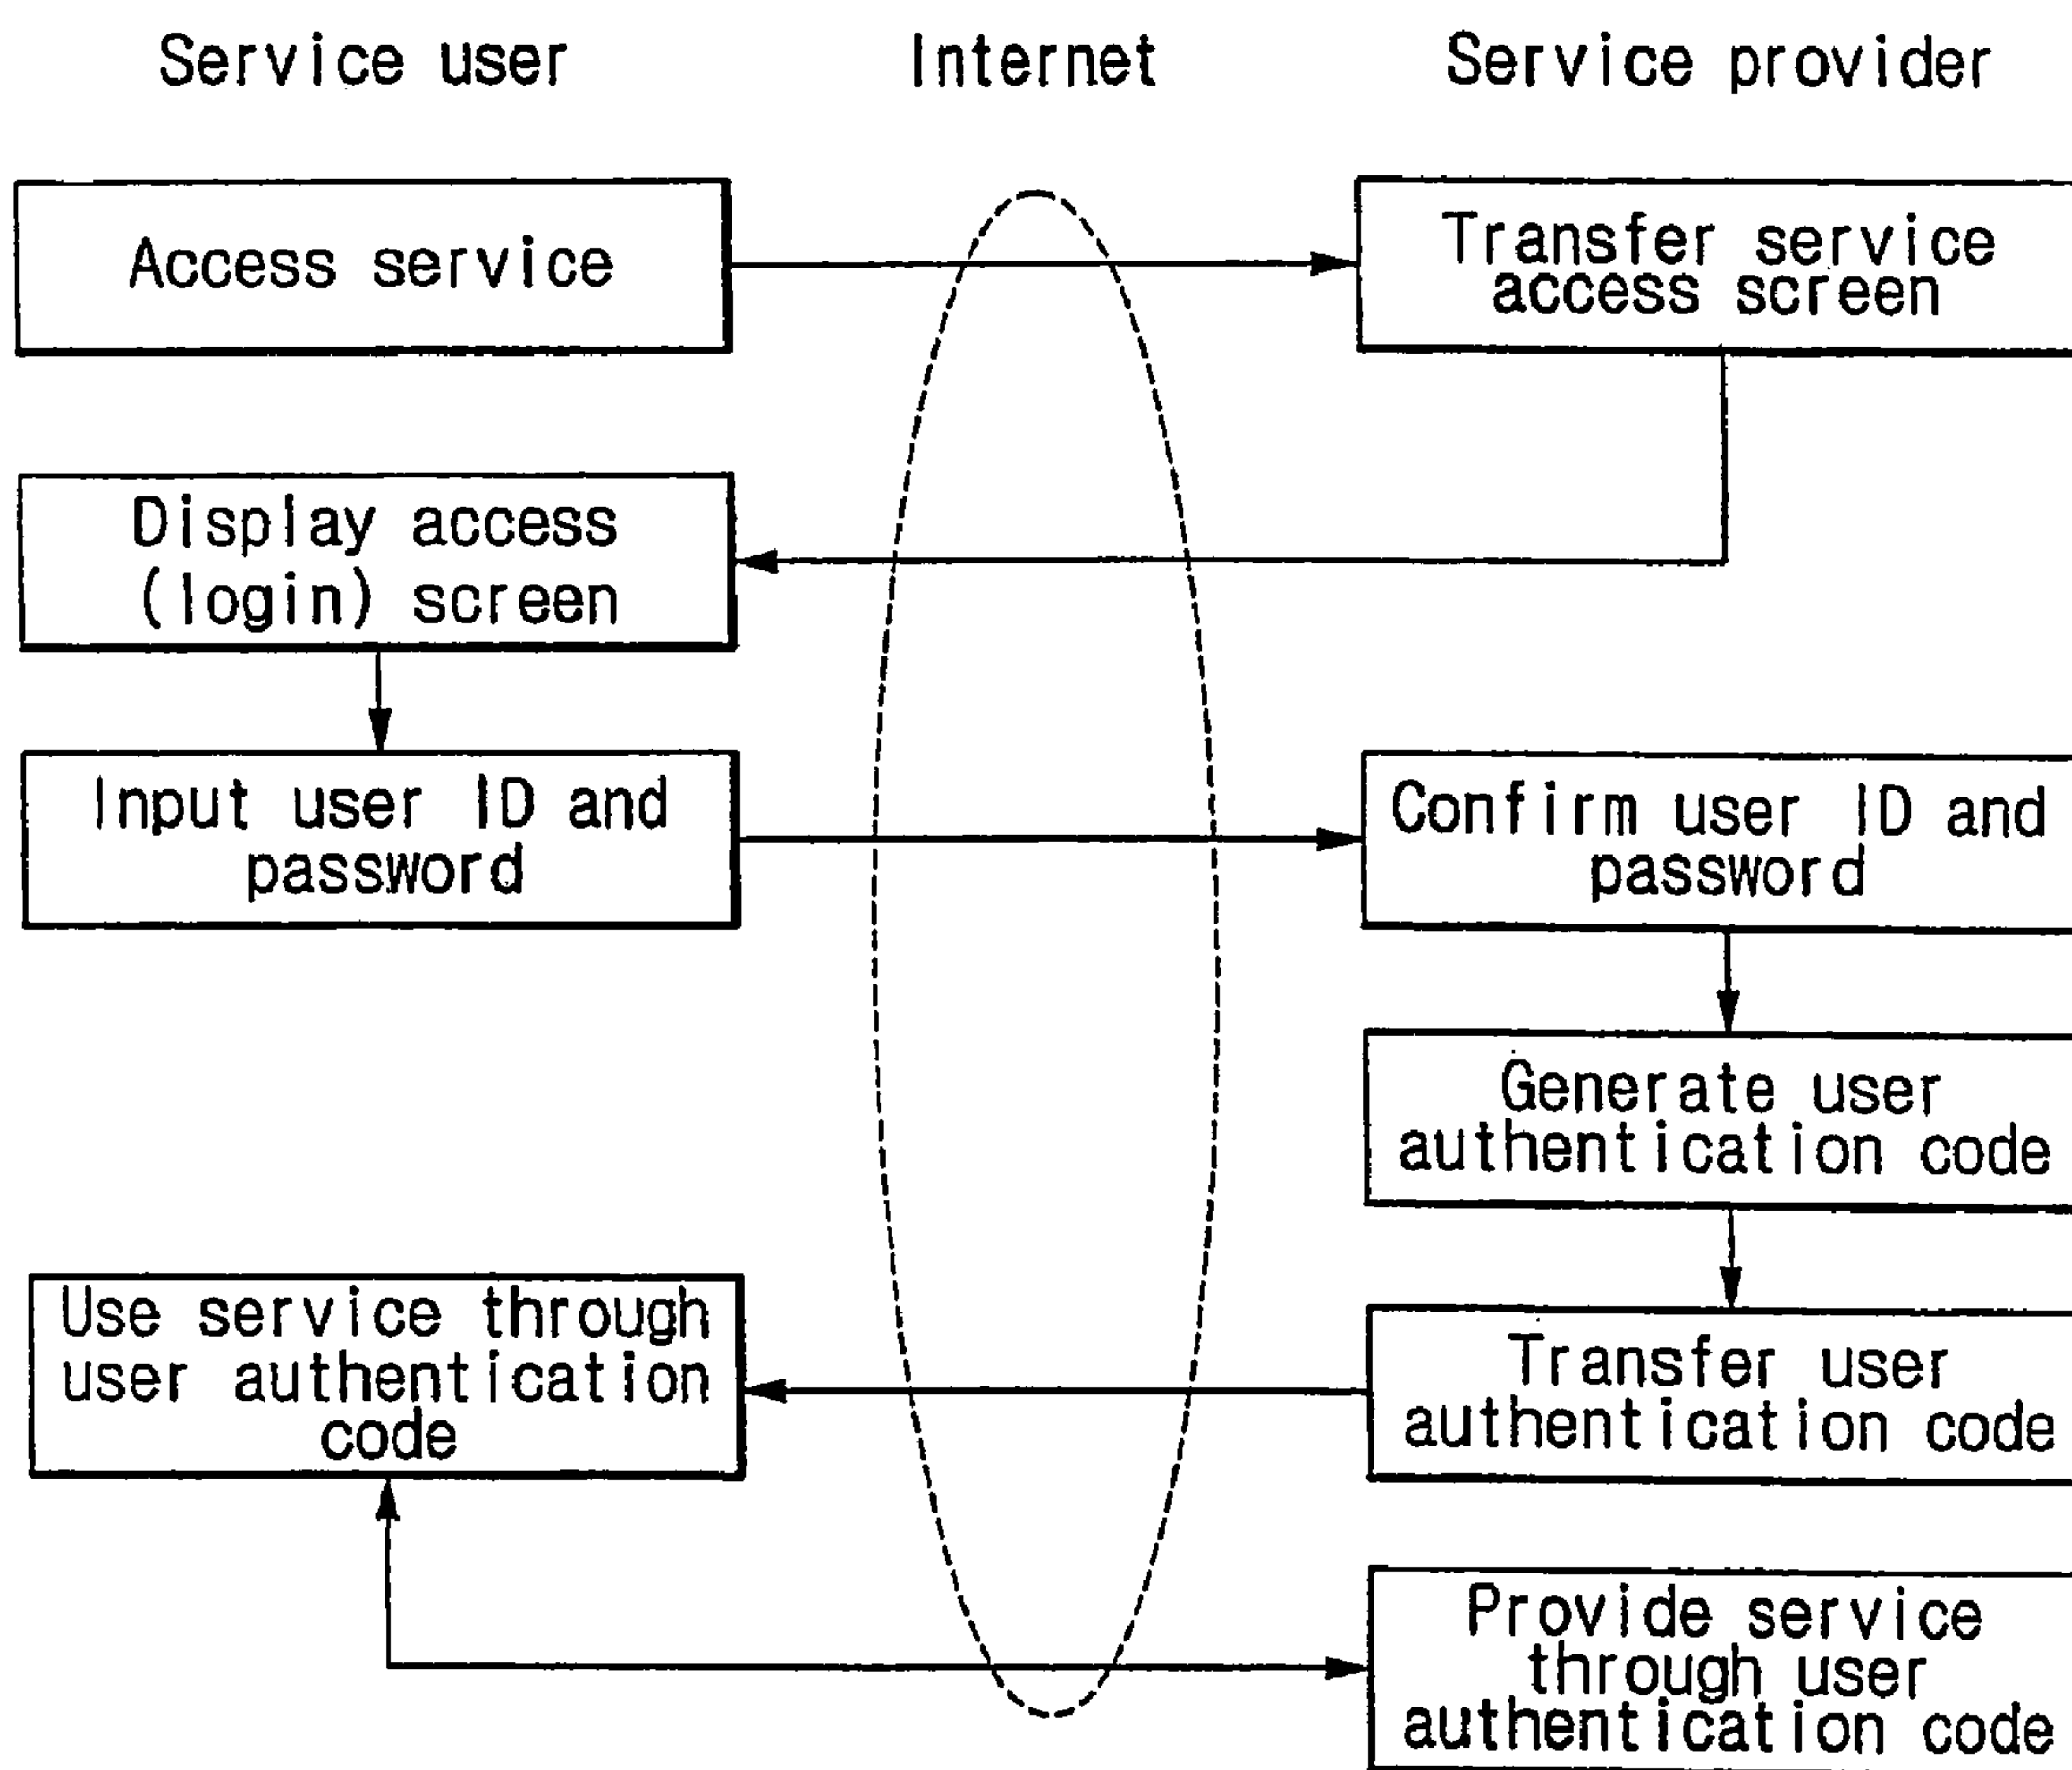 Service user
Internet
Service provider
Access service
Transfer service
access screen
Display access
(login) screen
Input user ID and
password
Confirm user ID and
password
Generate user
authentication code
Use service through
user authentication
code
Transfer user
authentication code
Provide service
through user
authentication code